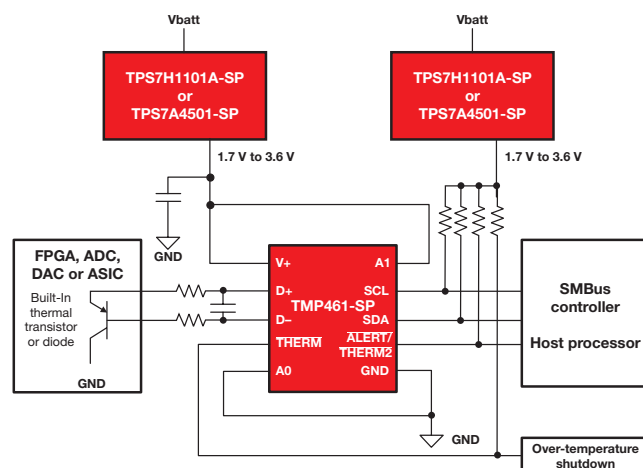 Vbatt
Vbatt
TPS7H1101A-SP
or
TPS7A4501-SP
TPS7H1101A-SP
or
TPS7A4501-SP
1.7 V to 3.6 V
1.7 V to 3.6 V
GND
FPGA, ADC,
DAC or ASIC
Built-In
thermal
transistor
or diode
GND
V+
A1
D+
SCL
TMP461-SP
D–
SDA
THERM
ALERT/
THERM2
A0
GND
SMBus
controller
Host processor
GND
Over-temperature
shutdown